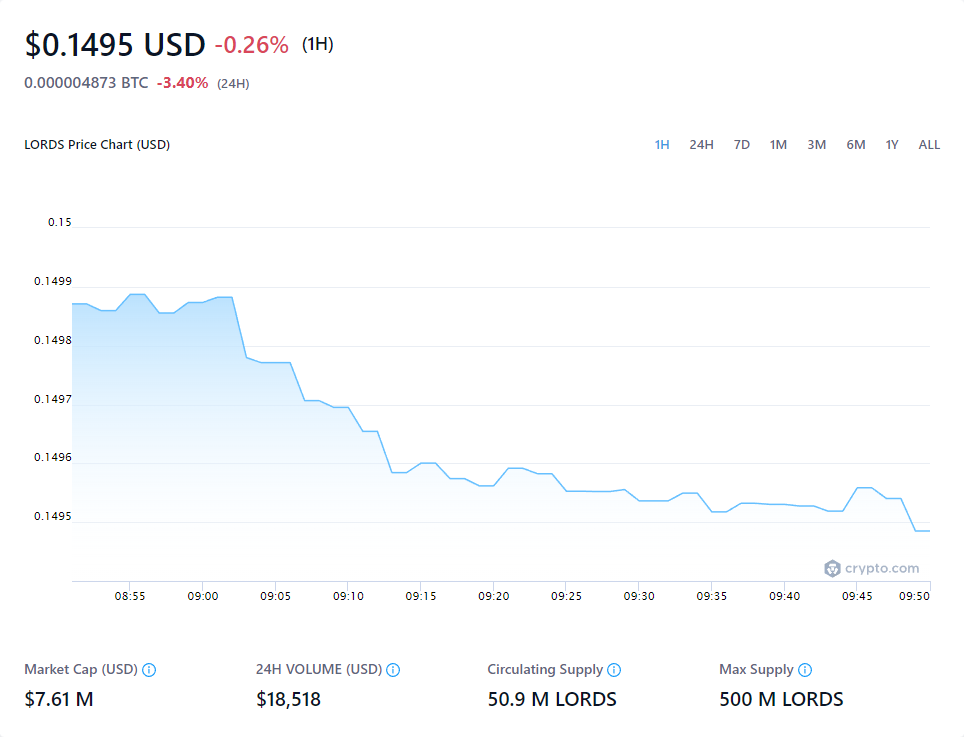 $0.1495 USD -0.26% (1H)
0.000004873 BTC -3.40% (24H)
LORDS Price Chart (USD) 1H 24H 7D 1M 3M 6M 1Y ALL
0.15
0.1499
0.1498
0.1497
0.1496
0.1495
crypto.com
08:55 09:00 09:05 09:10 09:15 09:20 09:25 09:30 09:35 09:40 09:45 09:50
Market Cap (USD) 24H VOLUME (USD) Circulating Supply Max Supply
$7.61 M $18,518 50.9 M LORDS 500 M LORDS